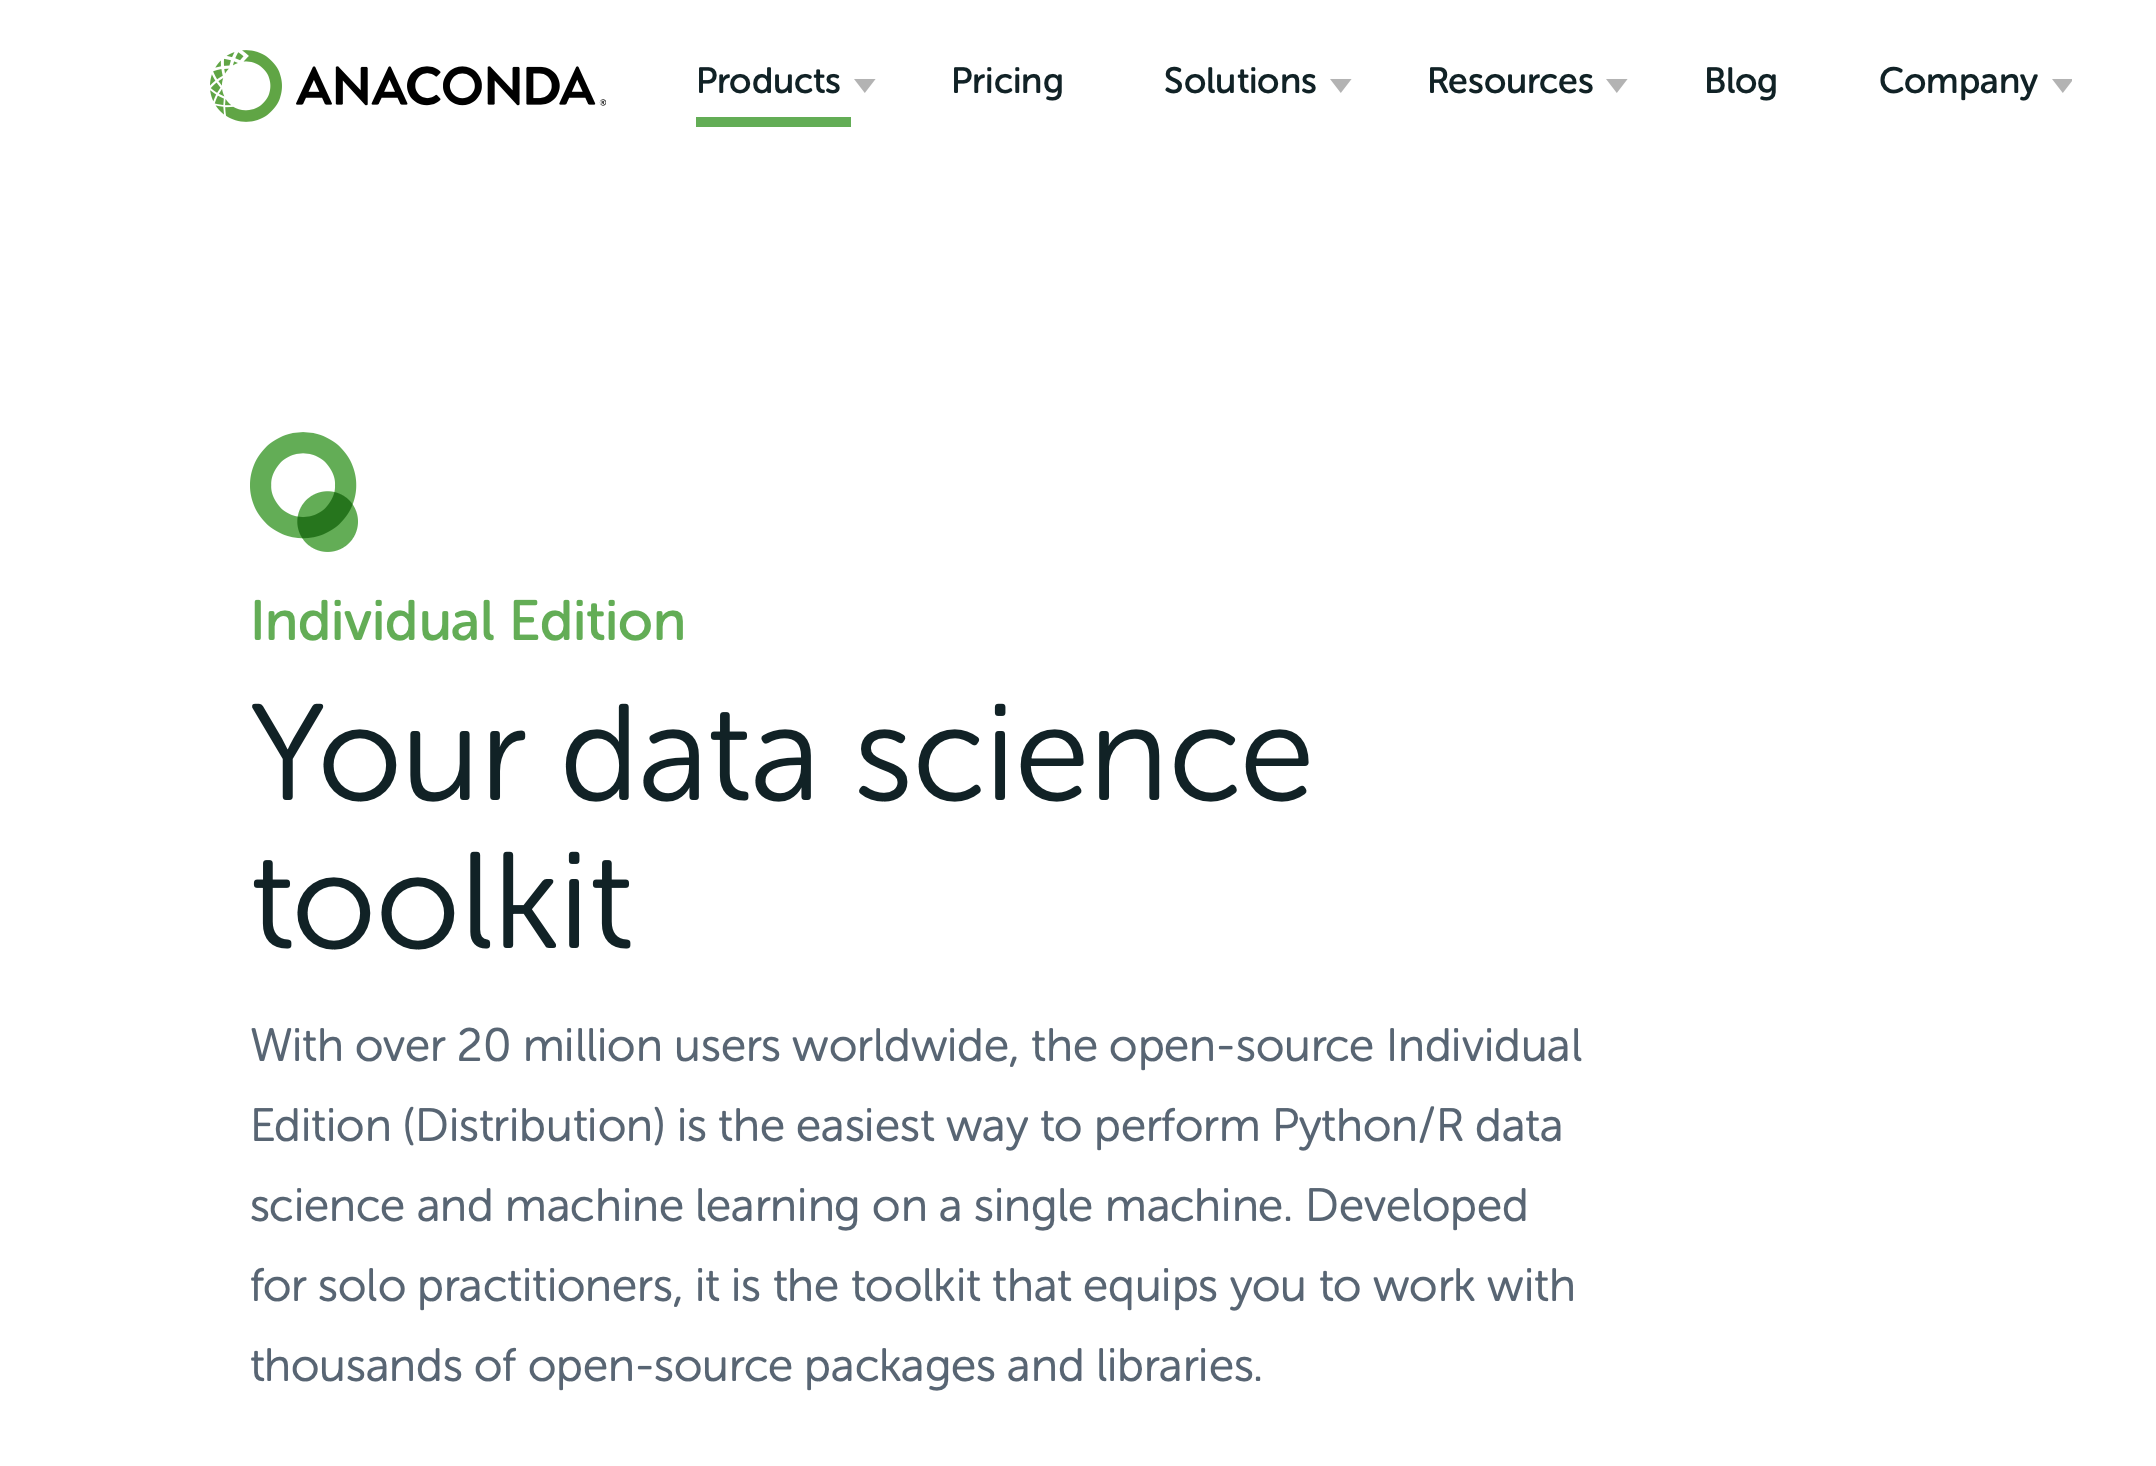 ANACONDA®
Products Pricing Solutions Resources Blog Company
Individual Edition
Your data science
toolkit
With over 20 million users worldwide, the open-source Individual
Edition (Distribution) is the easiest way to perform Python/R data
science and machine learning on a single machine. Developed
for solo practitioners, it is the toolkit that equips you to work with
thousands of open-source packages and libraries.